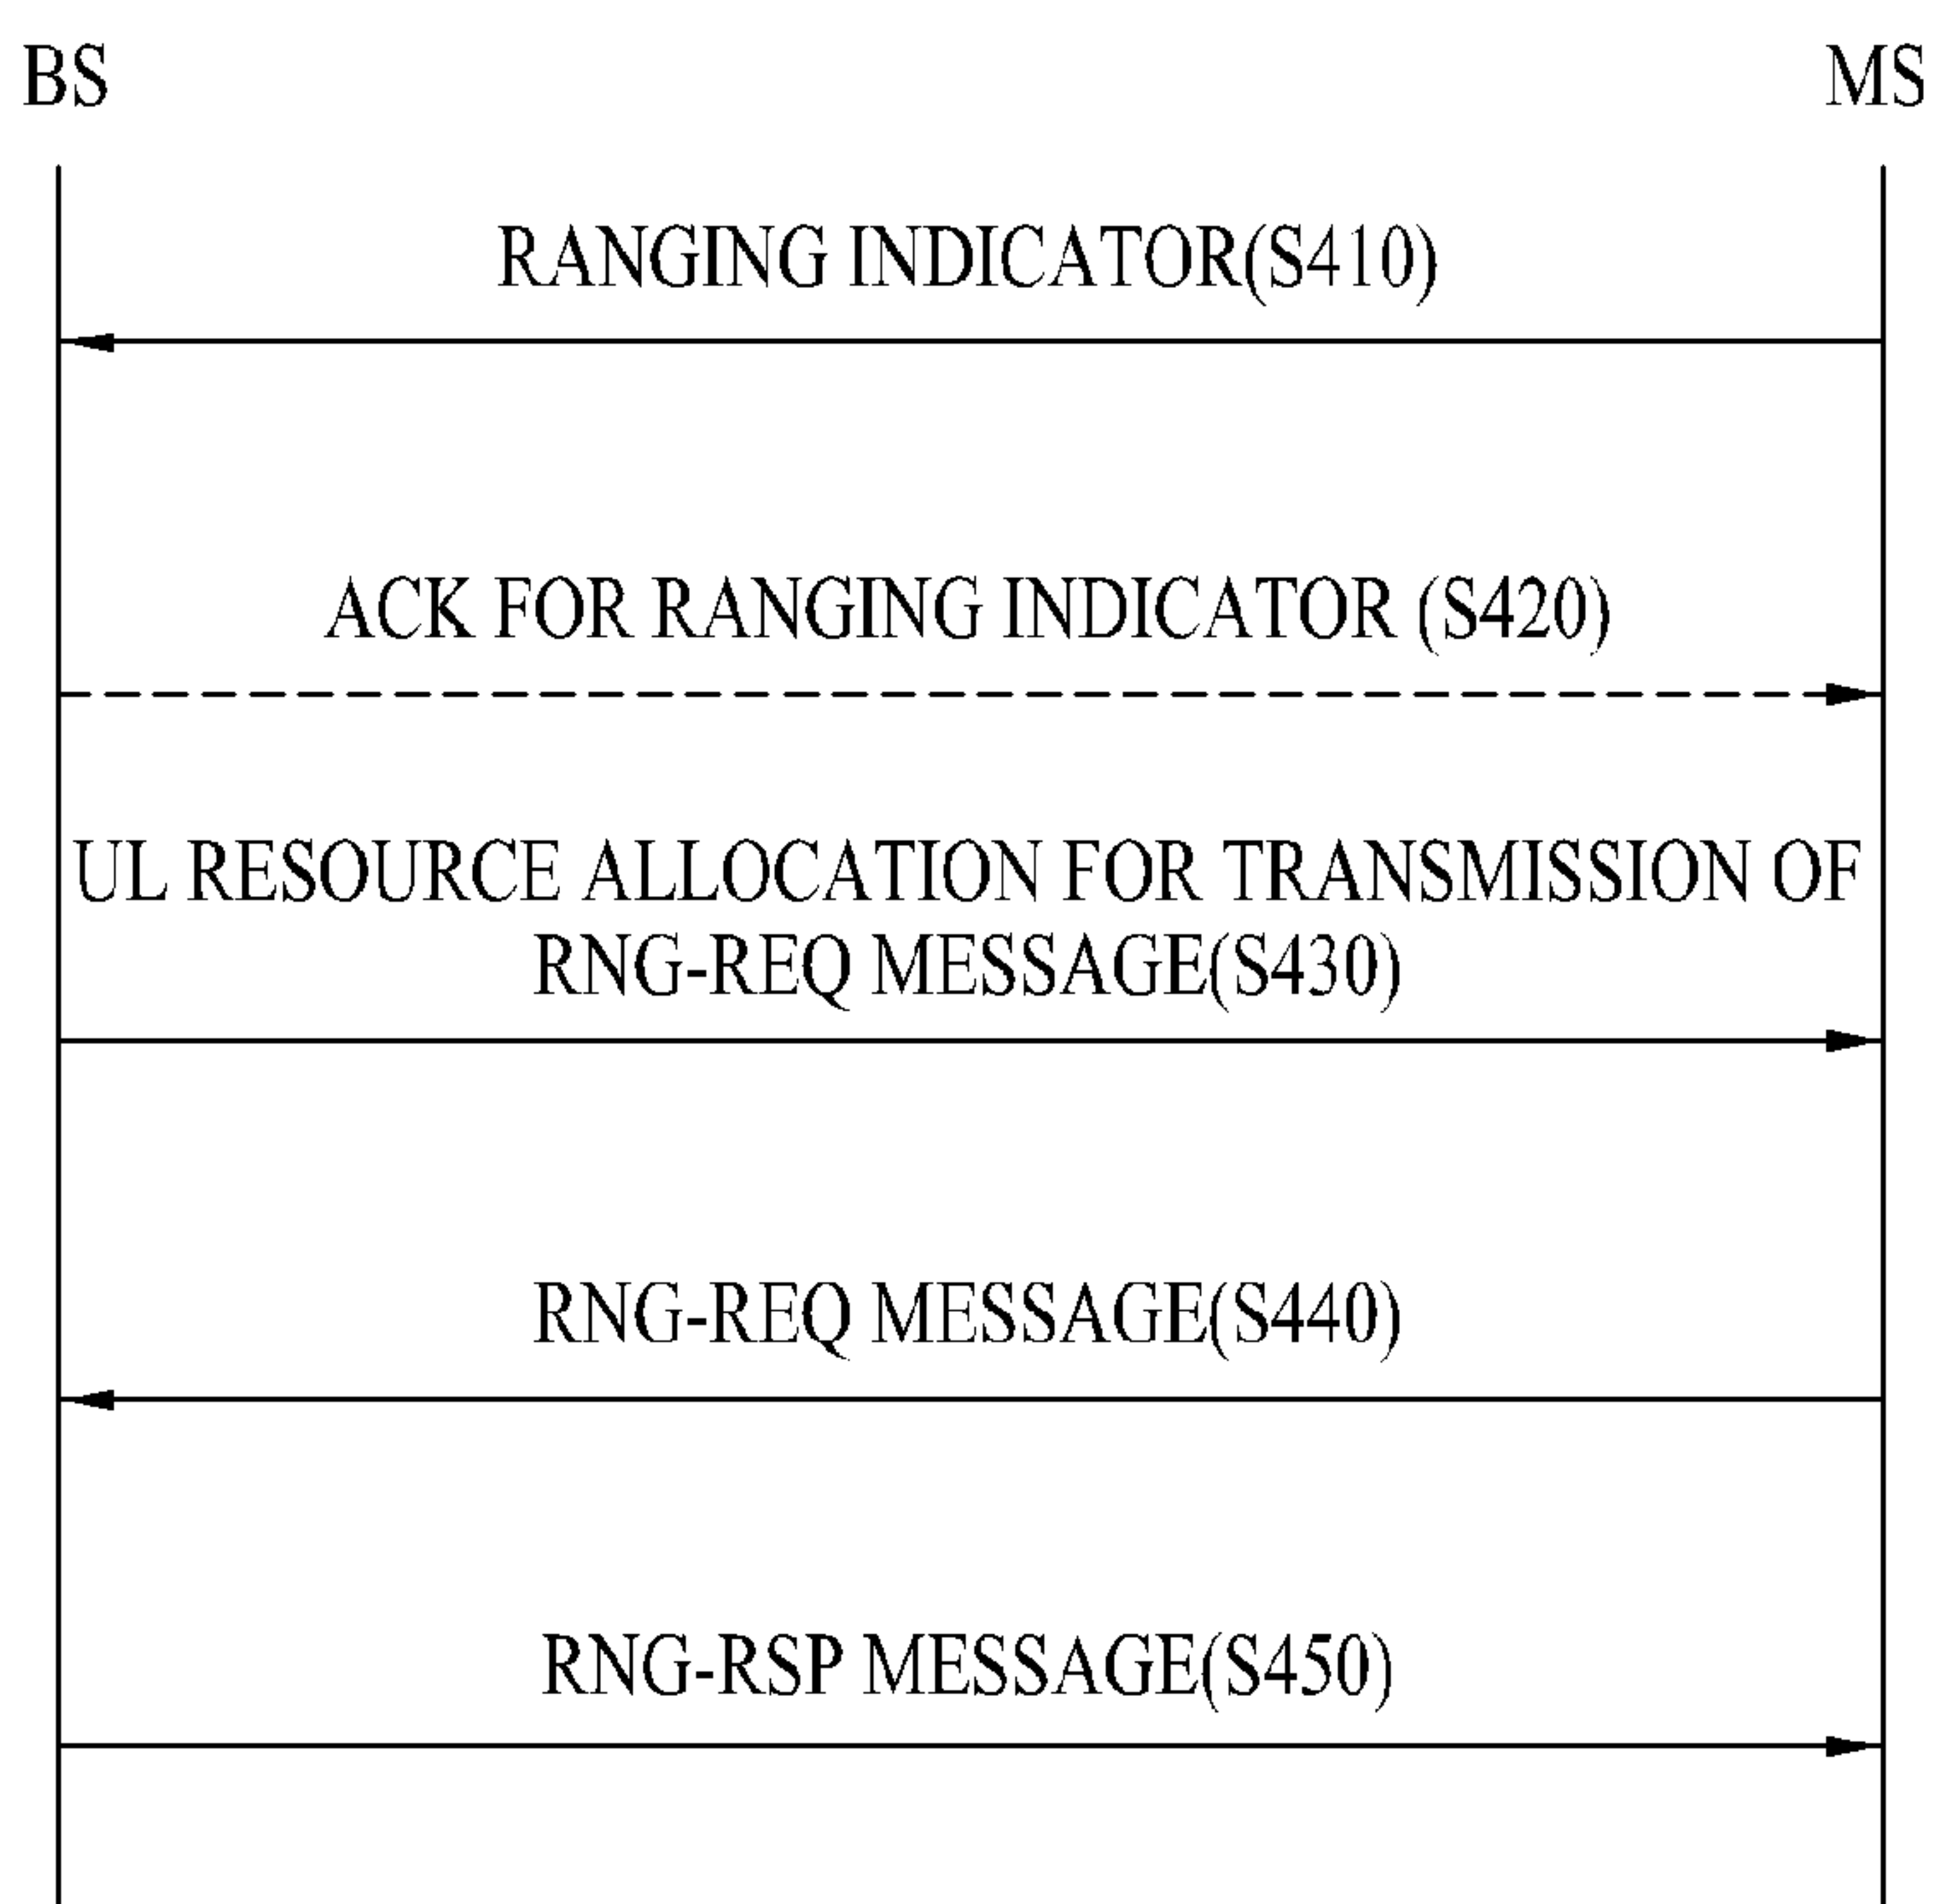 BS
MS
RANGING INDICATOR(S410)
ACK FOR RANGING INDICATOR (S420)
UL RESOURCE ALLOCATION FOR TRANSMISSION OF
RNG-REQ MESSAGE(S430)
RNG-REQ MESSAGE(S440)
RNG-RSP MESSAGE(S450)